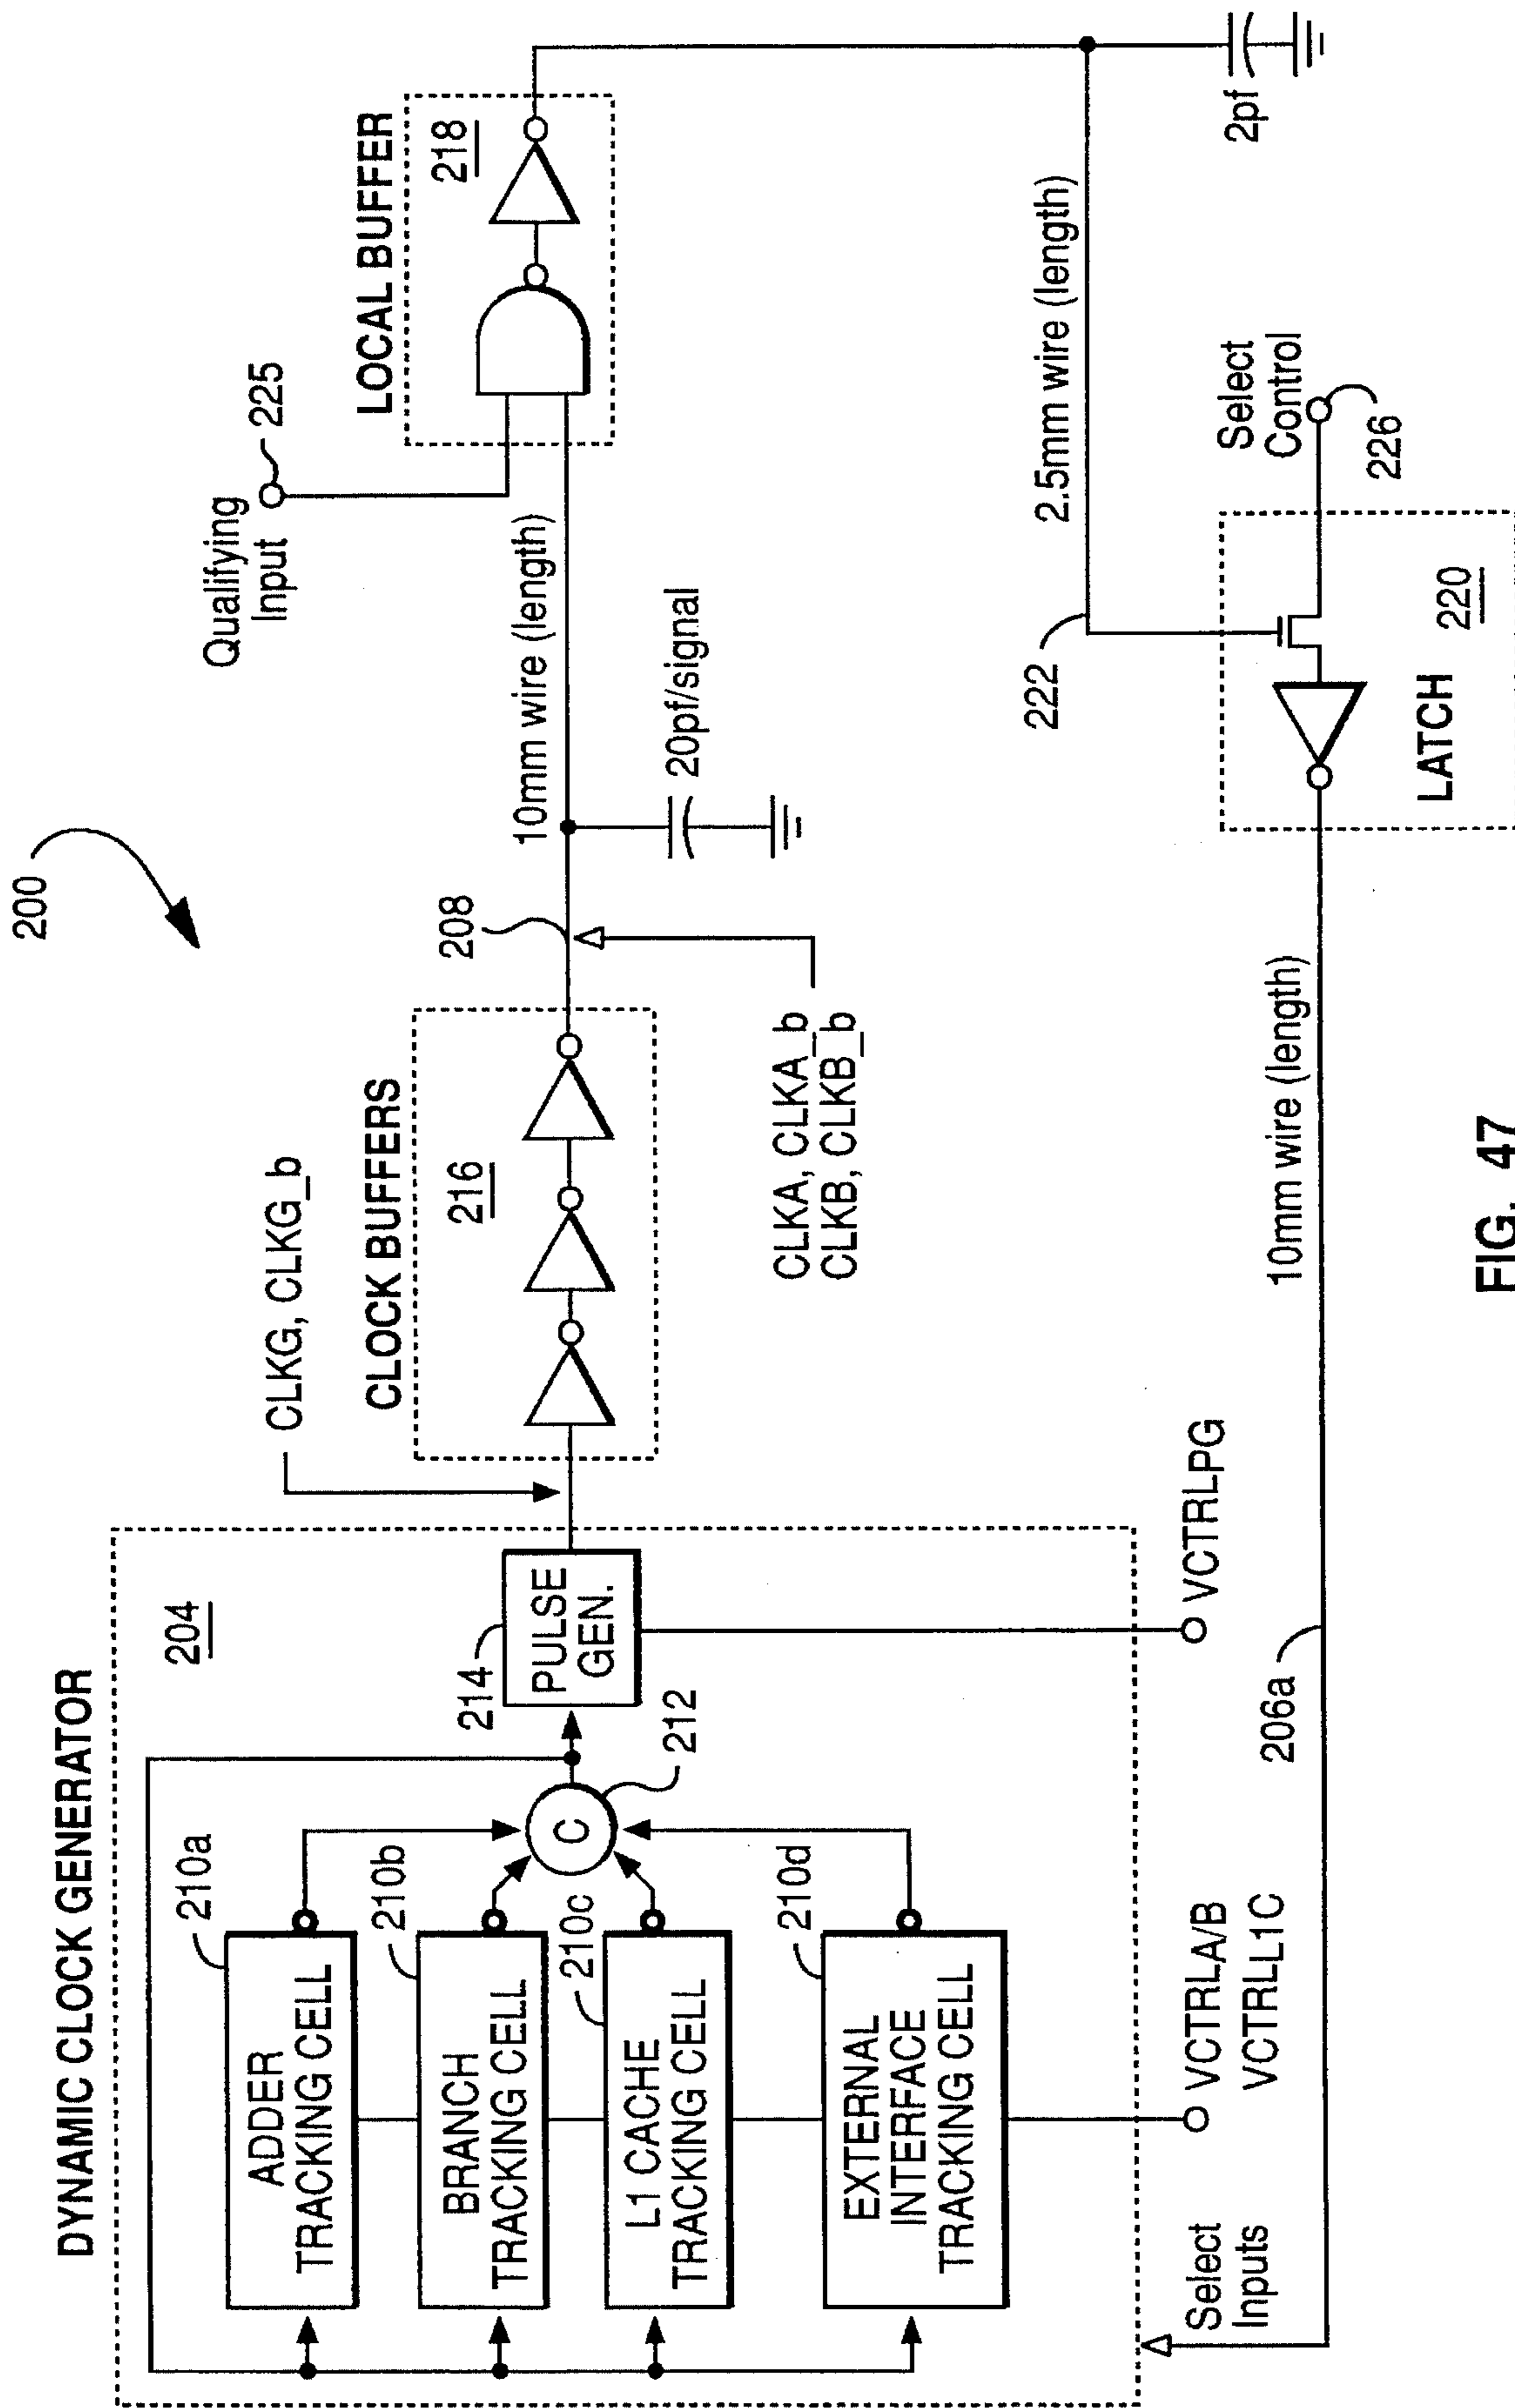 200
DYNAMIC CLOCK GENERATOR
204
210a
ADDER
TRACKING CELL
210b
BRANCH
TRACKING CELL
210c
L1 CACHE
TRACKING CELL
210d
EXTERNAL
INTERFACE
TRACKING CELL
C
212
214
PULSE
GEN.
CLKG, CLKG_b
CLOCK BUFFERS
216
208
CLKA, CLKA_b
CLKB, CLKB_b
10mm wire (length)
20pf/signal
Qualifying
Input
225
LOCAL BUFFER
218
Select
Inputs
VCTRLA/B
VCTRLL1C
VCTRLPG
206a
10mm wire (length)
222
2.5mm wire (length)
2pf
Select
Control
226
220
LATCH
FIG. 47